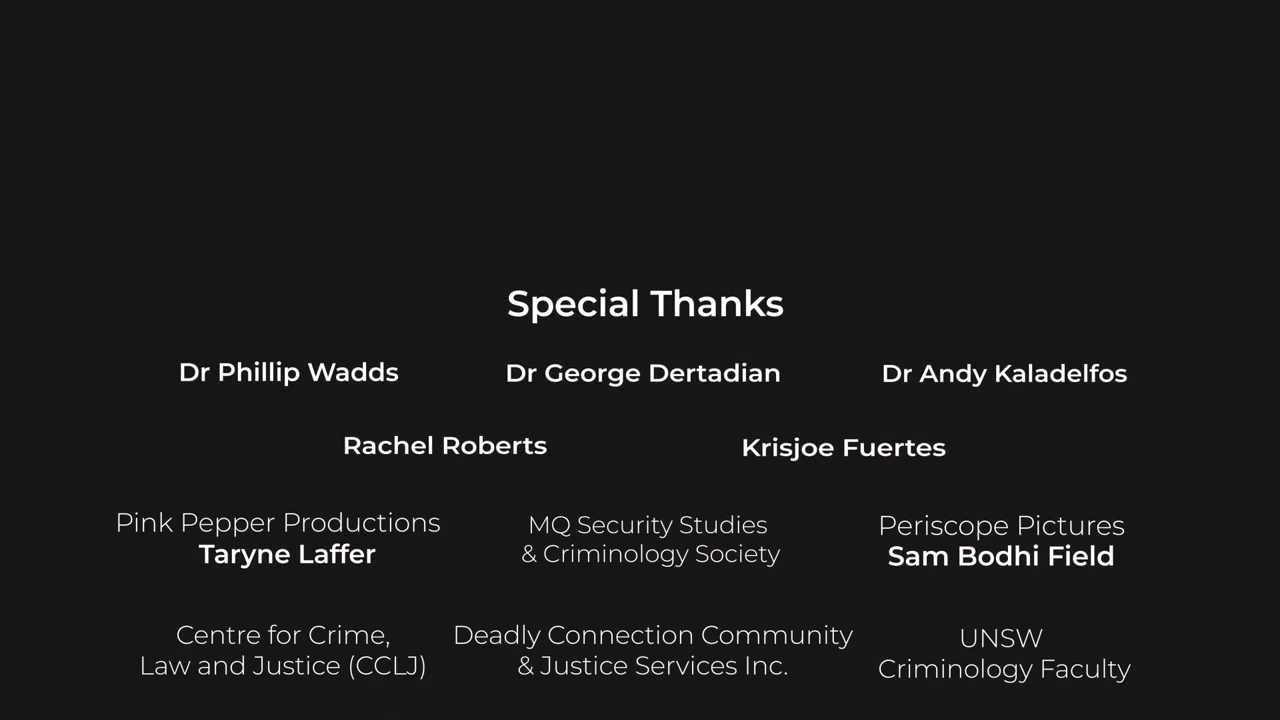 Special Thanks
Dr Phillip Wadds
Dr George Dertadian
Dr Andy Kaladelfos
Rachel Roberts
Krisjoe Fuertes
Pink Pepper Productions
Taryne Laffer
MQ Security Studies
& Criminology Society
Periscope Pictures
Sam Bodhi Field
Centre for Crime,
Law and Justice (CCLJ)
Deadly Connection Community
& Justice Services Inc.
UNSW
Criminology Faculty